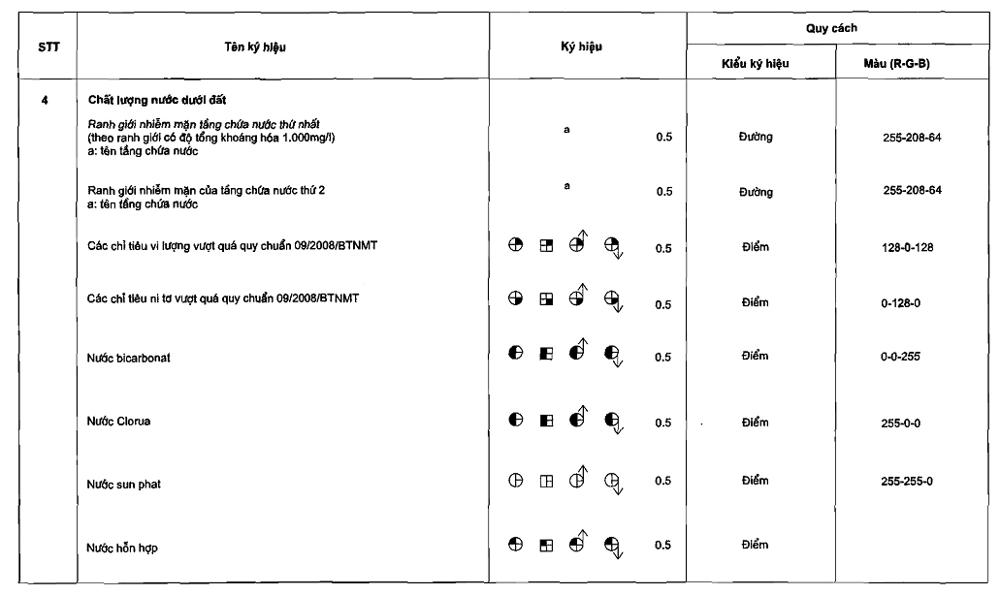 STT
Tên ký hiệu
Ký hiệu
Quy cách
Kiểu ký hiệu
Màu (R-G-B)
4
Chất lượng nước dưới đất
Ranh giới nhiễm mặn tầng chứa nước thứ nhất
(theo ranh giới có độ tổng khoáng hóa 1.000mg/l)
a: tên tầng chứa nước
a
0.5
Đường
255-208-64
Ranh giới nhiễm mặn của tầng chứa nước thứ 2
a: tên tầng chứa nước
a
0.5
Đường
255-208-64
Các chỉ tiêu vi lượng vượt quá quy chuẩn 09/2008/BTNMT
0.5
Điểm
128-0-128
Các chỉ tiêu ni tơ vượt quá quy chuẩn 09/2008/BTNMT
0.5
Điểm
0-128-0
Nước bicarbonat
0.5
Điểm
0-0-255
Nước Clorua
0.5
Điểm
255-0-0
Nước sun phat
0.5
Điểm
255-255-0
Nước hỗn hợp
0.5
Điểm